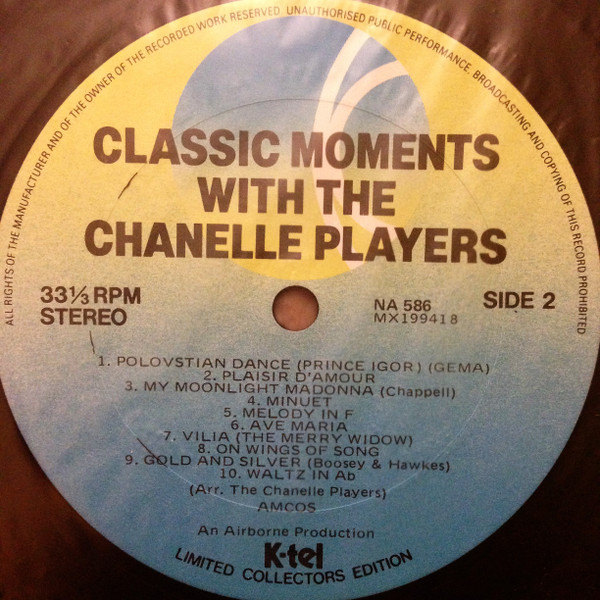 ALL RIGHTS OF THE MANUFACTURER AND OF THE OWNER OF THE RECORDED WORK RESERVED. UNAUTHORISED PUBLIC PERFORMANCE, BROADCASTING AND COPYING OF THIS RECORD PROHIBITED
CLASSIC MOMENTS
WITH THE
CHANELLE PLAYERS
33⅓ RPM
STEREO
NA 586
MX199418
SIDE 2
1. POLOVSTIAN DANCE (PRINCE IGOR) (GEMA)
2. PLAISIR D'AMOUR
3. MY MOONLIGHT MADONNA (Chappell)
4. MINUET
5. MELODY IN F
6. AVE MARIA
7. VILIA (THE MERRY WIDOW)
8. ON WINGS OF SONG
9. GOLD AND SILVER (Boosey & Hawkes)
10. WALTZ IN Ab
(Arr. The Chanelle Players)
AMCOS
An Airborne Production
K-tel
LIMITED COLLECTORS EDITION